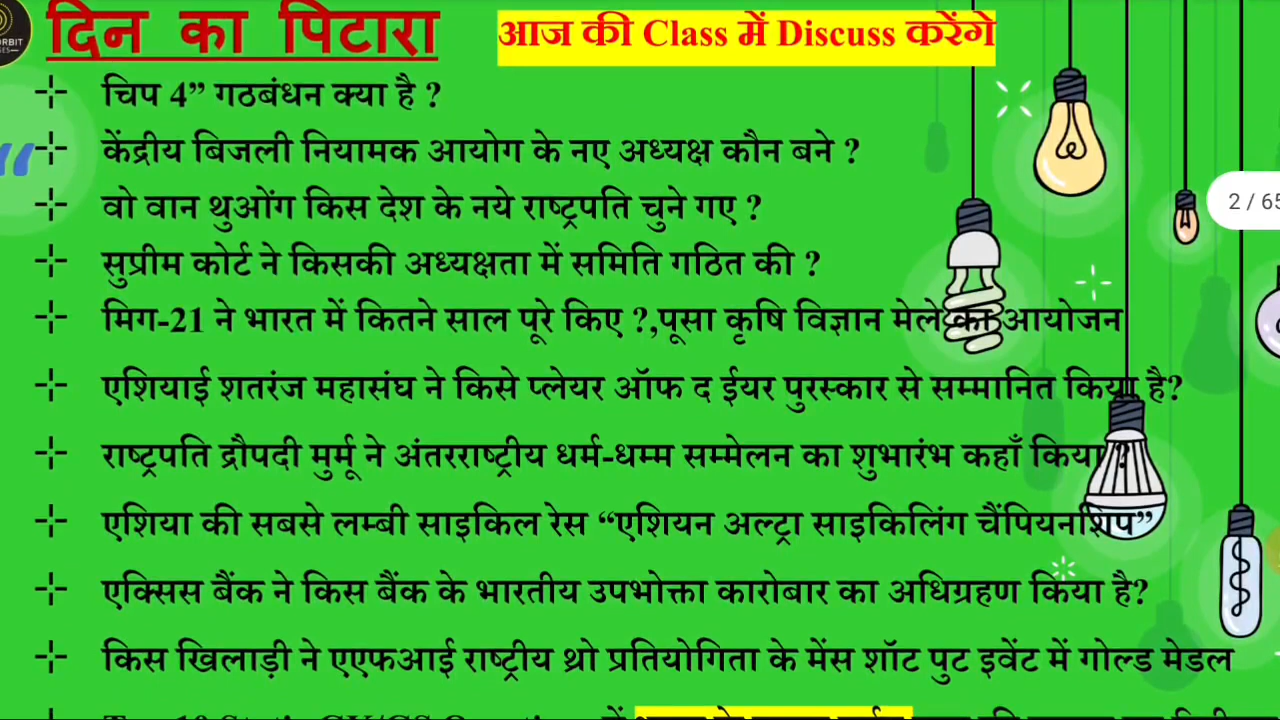 दिन का पिटारा
आज की Class में Discuss करेंगे
चिप 4” गठबंधन क्या है ?
केंद्रीय बिजली नियामक आयोग के नए अध्यक्ष कौन बने ?
वो वान थुओंग किस देश के नये राष्ट्रपति चुने गए ?
2 / 65
सुप्रीम कोर्ट ने किसकी अध्यक्षता में समिति गठित की ?
मिग-21 ने भारत में कितने साल पूरे किए ?,पूसा कृषि विज्ञान मेले का आयोजन
एशियाई शतरंज महासंघ ने किसे प्लेयर ऑफ द ईयर पुरस्कार से सम्मानित किया है?
राष्ट्रपति द्रौपदी मुर्मू ने अंतरराष्ट्रीय धर्म-धम्म सम्मेलन का शुभारंभ कहाँ किया ?
एशिया की सबसे लम्बी साइकिल रेस “एशियन अल्ट्रा साइकिलिंग चैंपियनशिप”
एक्सिस बैंक ने किस बैंक के भारतीय उपभोक्ता कारोबार का अधिग्रहण किया है?
किस खिलाड़ी ने एएफआई राष्ट्रीय थ्रो प्रतियोगिता के मेंस शॉट पुट इवेंट में गोल्ड मेडल